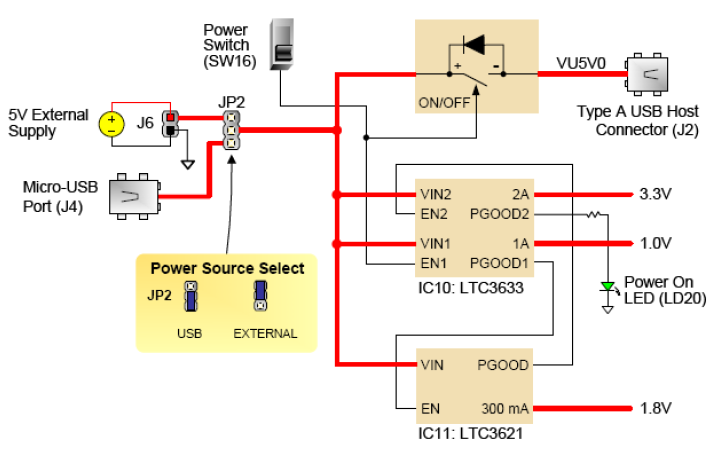 Power
Switch
(SW16)
5V External
Supply
J6
JP2
+
-
ON/OFF
VU5V0
Type A USB Host
Connector (J2)
Micro-USB
Port (J4)
VIN2
2A
3.3V
EN2
PGOOD2
VIN1
1A
1.0V
EN1
PGOOD1
IC10: LTC3633
Power On
LED (LD20)
Power Source Select
JP2
USB
EXTERNAL
VIN
PGOOD
EN
300 mA
1.8V
IC11: LTC3621